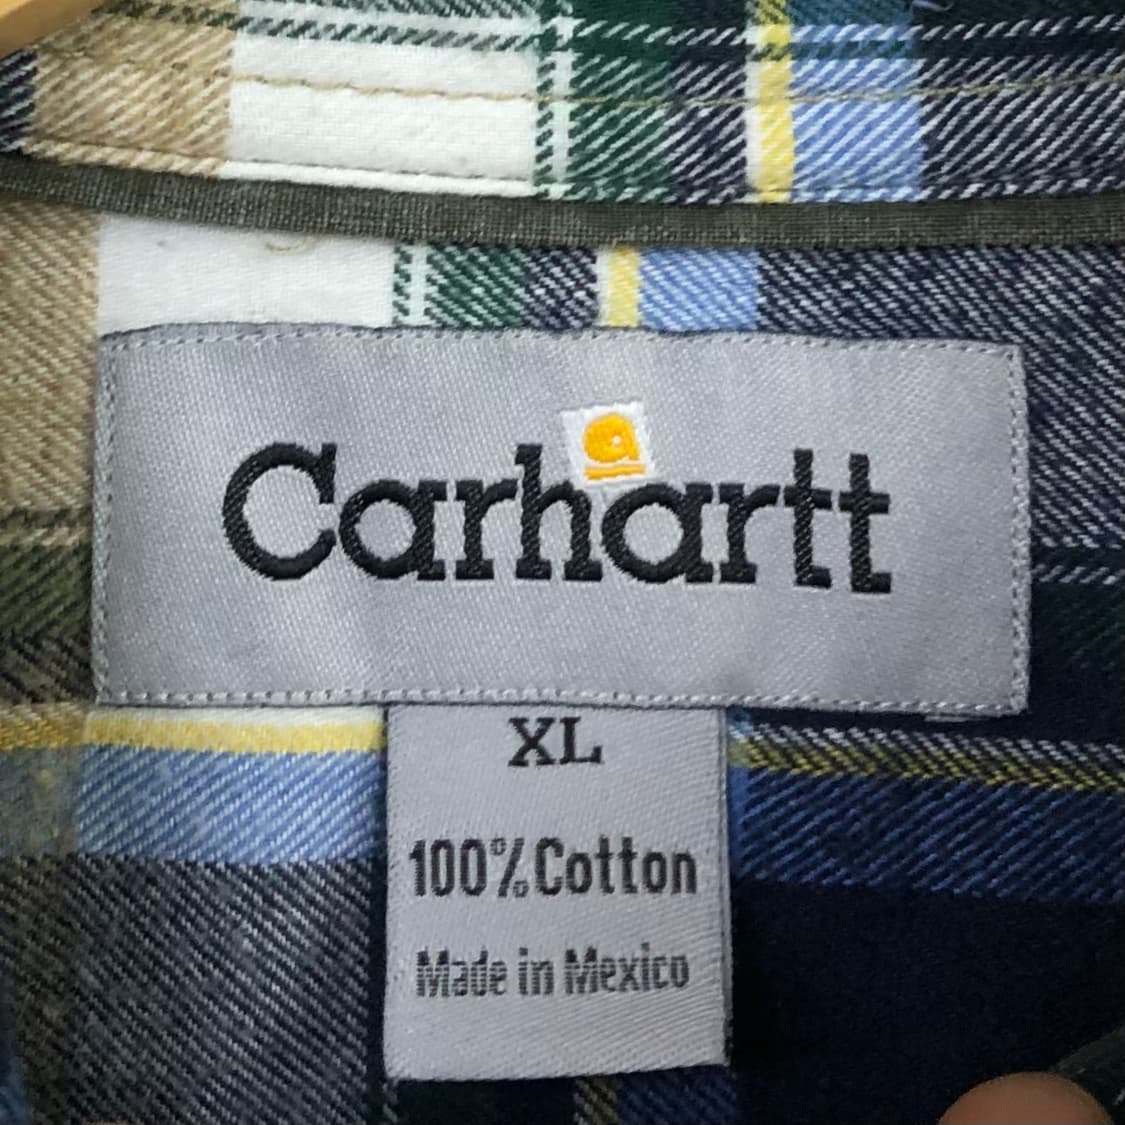 Carhartt
XL
100% Cotton
Made in Mexico